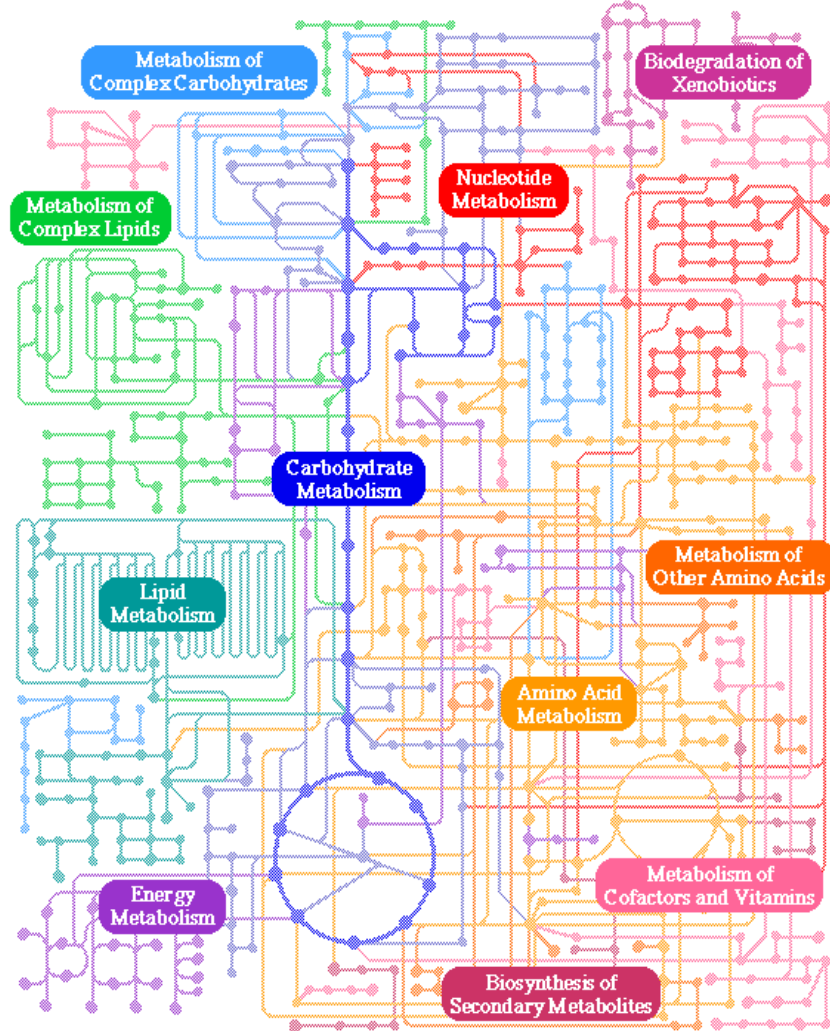 Metabolism of
Complex Carbohydrates
Biodegradation of
Xenobiotics
Nucleotide
Metabolism
Metabolism of
Complex Lipids
Carbohydrate
Metabolism
Metabolism of
Other Amino Acids
Lipid
Metabolism
Amino Acid
Metabolism
Metabolism of
Cofactors and Vitamins
Energy
Metabolism
Biosynthesis of
Secondary Metabolites